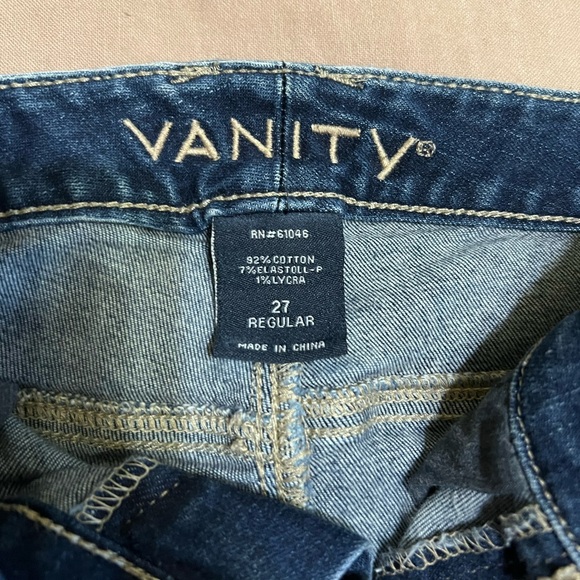 VANITY®
RN#61046
92% COTTON
7% ELASTOLL-P
1% LYCRA
27
REGULAR
MADE IN CHINA